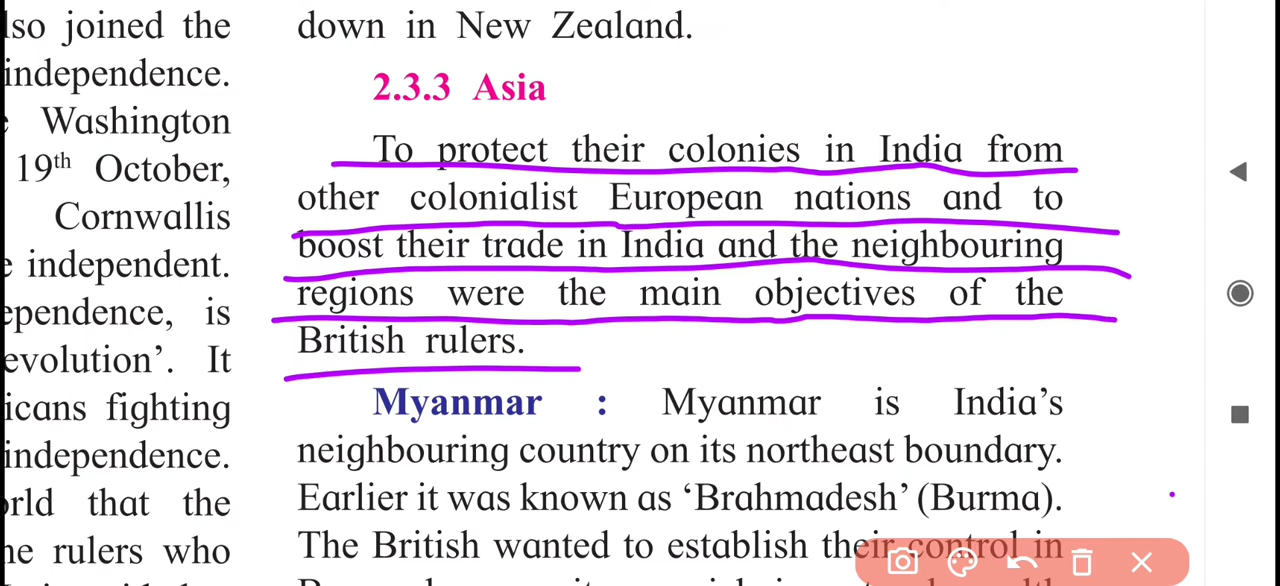 lso joined the
independence.
Washington
19th October,
Cornwallis
independent.
ependence, is
evolution’. It
icans fighting
independence.
orld that the
he rulers who
down in New Zealand.
2.3.3 Asia
To protect their colonies in India from
other colonialist European nations and to
boost their trade in India and the neighbouring
regions were the main objectives of the
British rulers.
Myanmar : Myanmar is India’s
neighbouring country on its northeast boundary.
Earlier it was known as ‘Brahmadesh’ (Burma).
The British wanted to establish their control in